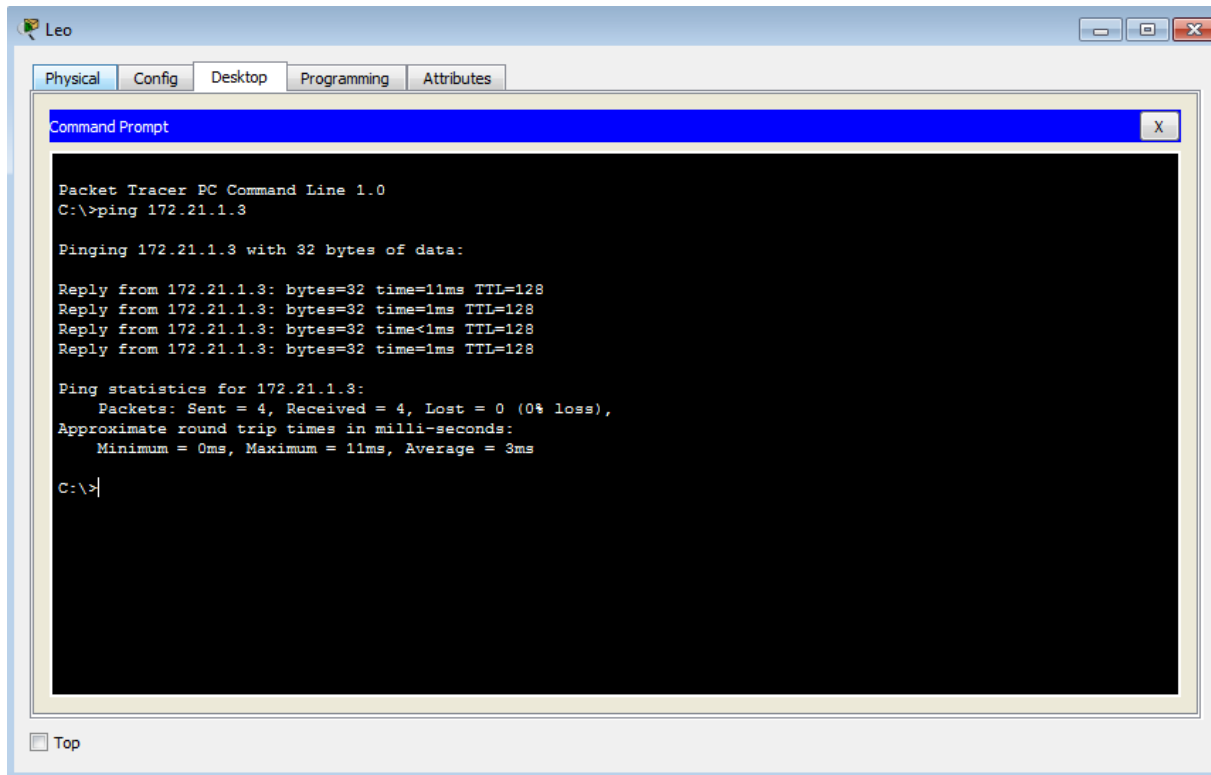 Leo
Physical Config Desktop Programming Attributes
Command Prompt X
Packet Tracer PC Command Line 1.0
C:\>ping 172.21.1.3
Pinging 172.21.1.3 with 32 bytes of data:
Reply from 172.21.1.3: bytes=32 time=11ms TTL=128
Reply from 172.21.1.3: bytes=32 time=1ms TTL=128
Reply from 172.21.1.3: bytes=32 time<1ms TTL=128
Reply from 172.21.1.3: bytes=32 time=1ms TTL=128
Ping statistics for 172.21.1.3:
Packets: Sent = 4, Received = 4, Lost = 0 (0% loss),
Approximate round trip times in milli-seconds:
Minimum = 0ms, Maximum = 11ms, Average = 3ms
C:\>
Top